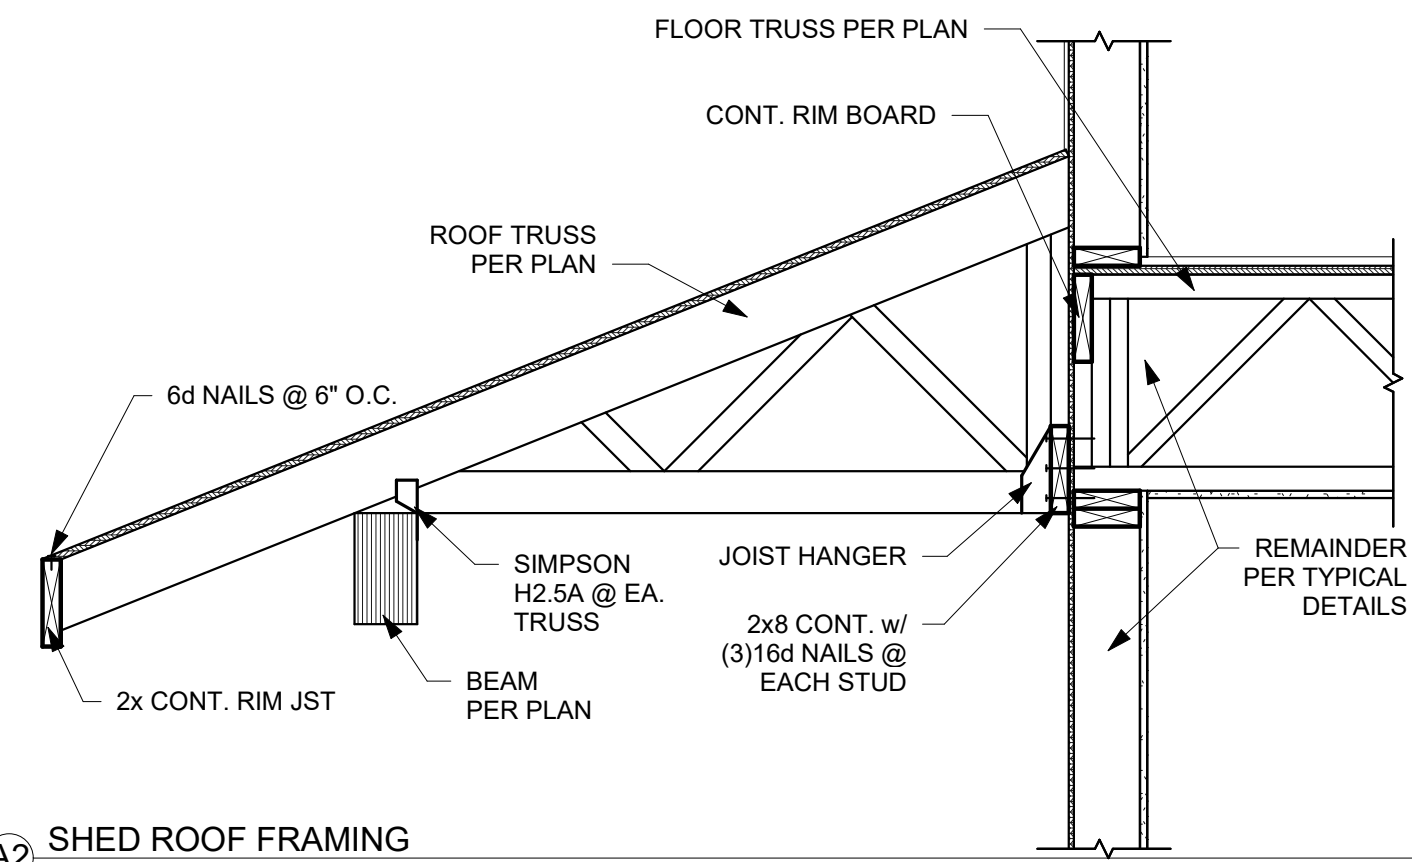 FLOOR TRUSS PER PLAN
CONT. RIM BOARD
ROOF TRUSS
PER PLAN
6d NAILS @ 6" O.C.
SIMPSON
H2.5A @ EA.
TRUSS
JOIST HANGER
REMAINDER
PER TYPICAL
DETAILS
2x8 CONT. w/
(3)16d NAILS @
EACH STUD
2x CONT. RIM JST
BEAM
PER PLAN
A2
SHED ROOF FRAMING